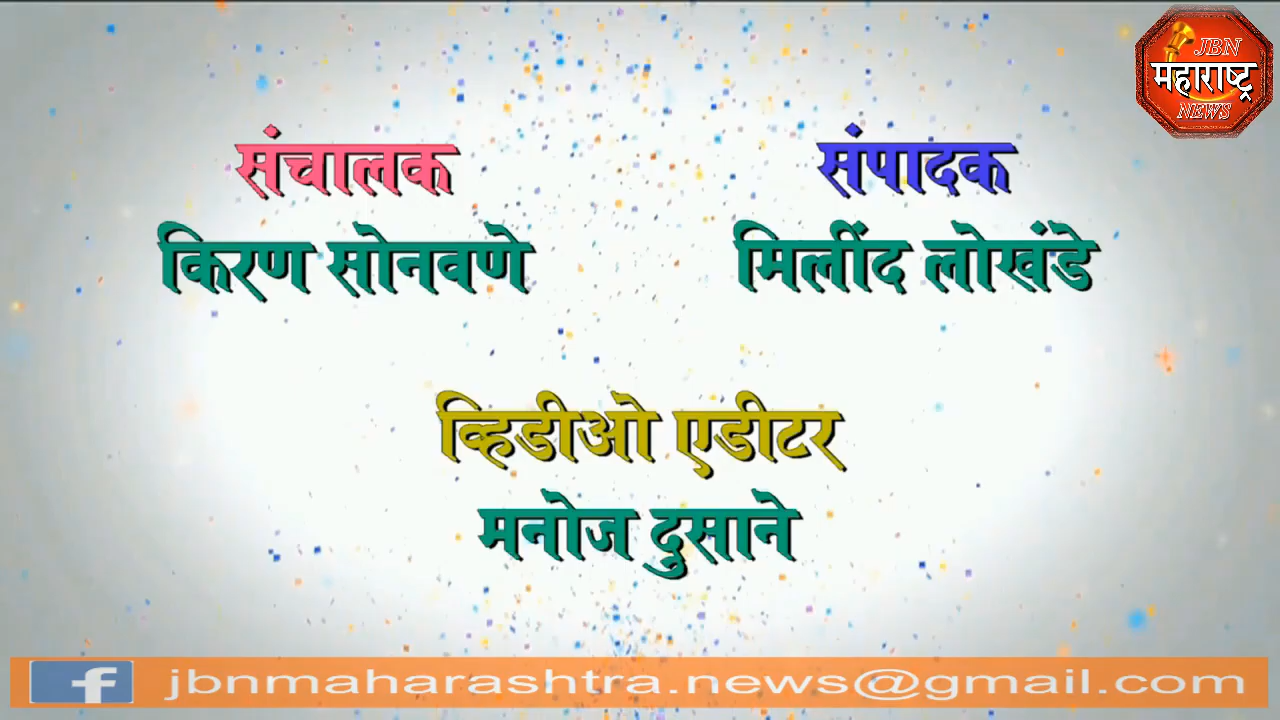 JBN
महाराष्ट्र
NEWS
संचालक
किरण सोनवणे
संपादक
मिलींद लोखंडे
व्हिडीओ एडीटर
मनोज दुसाने
f jbnmaharashtra.news@gmail.com